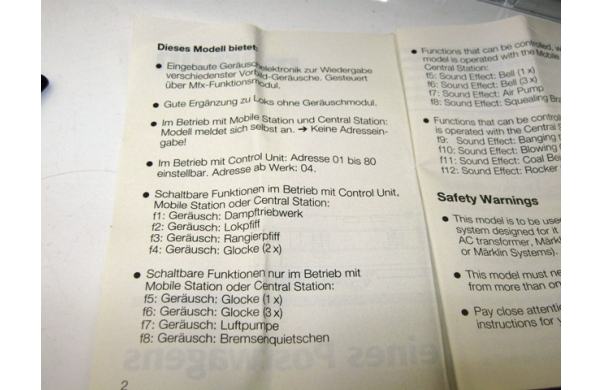 Dieses Modell bietet:
● Eingebaute Geräuschelektronik zur Wiedergabe
verschiedenster Vorbild-Geräusche. Gesteuert
über Mfx-Funktionsmodul.
● Gute Ergänzung zu Loks ohne Geräuschmodul.
● Im Betrieb mit Mobile Station und Central Station:
Modell meldet sich selbst an. ➔ Keine Adressein-
gabe!
● Im Betrieb mit Control Unit: Adresse 01 bis 80
einstellbar. Adresse ab Werk: 04.
● Schaltbare Funktionen im Betrieb mit Control Unit,
Mobile Station oder Central Station:
f1: Geräusch: Dampftriebwerk
f2: Geräusch: Lokpfiff
f3: Geräusch: Rangierpfiff
f4: Geräusch: Glocke (2 x)
● Schaltbare Funktionen nur im Betrieb mit
Mobile Station oder Central Station:
f5: Geräusch: Glocke (1 x)
f6: Geräusch: Glocke (3 x)
f7: Geräusch: Luftpumpe
f8: Geräusch: Bremsenquietschen
2
● Functions that can be controlled,
model is operated with the Mobile
Central Station:
f5: Sound Effect: Bell (1 x)
f6: Sound Effect: Bell (3 x)
f7: Sound Effect: Air Pump
f8: Sound Effect: Squealing
● Functions that can be
is operated with the Central
f9: Sound Effect: Banging
f10: Sound Effect: Blowing
f11: Sound Effect: Coal
f12: Sound Effect: Rocker
Safety Warnings
● This model is to be
system designed for it
AC transformer,
or Märklin Systems).
● This model must
from more than
● Pay close
instructions for
eines Postwagens